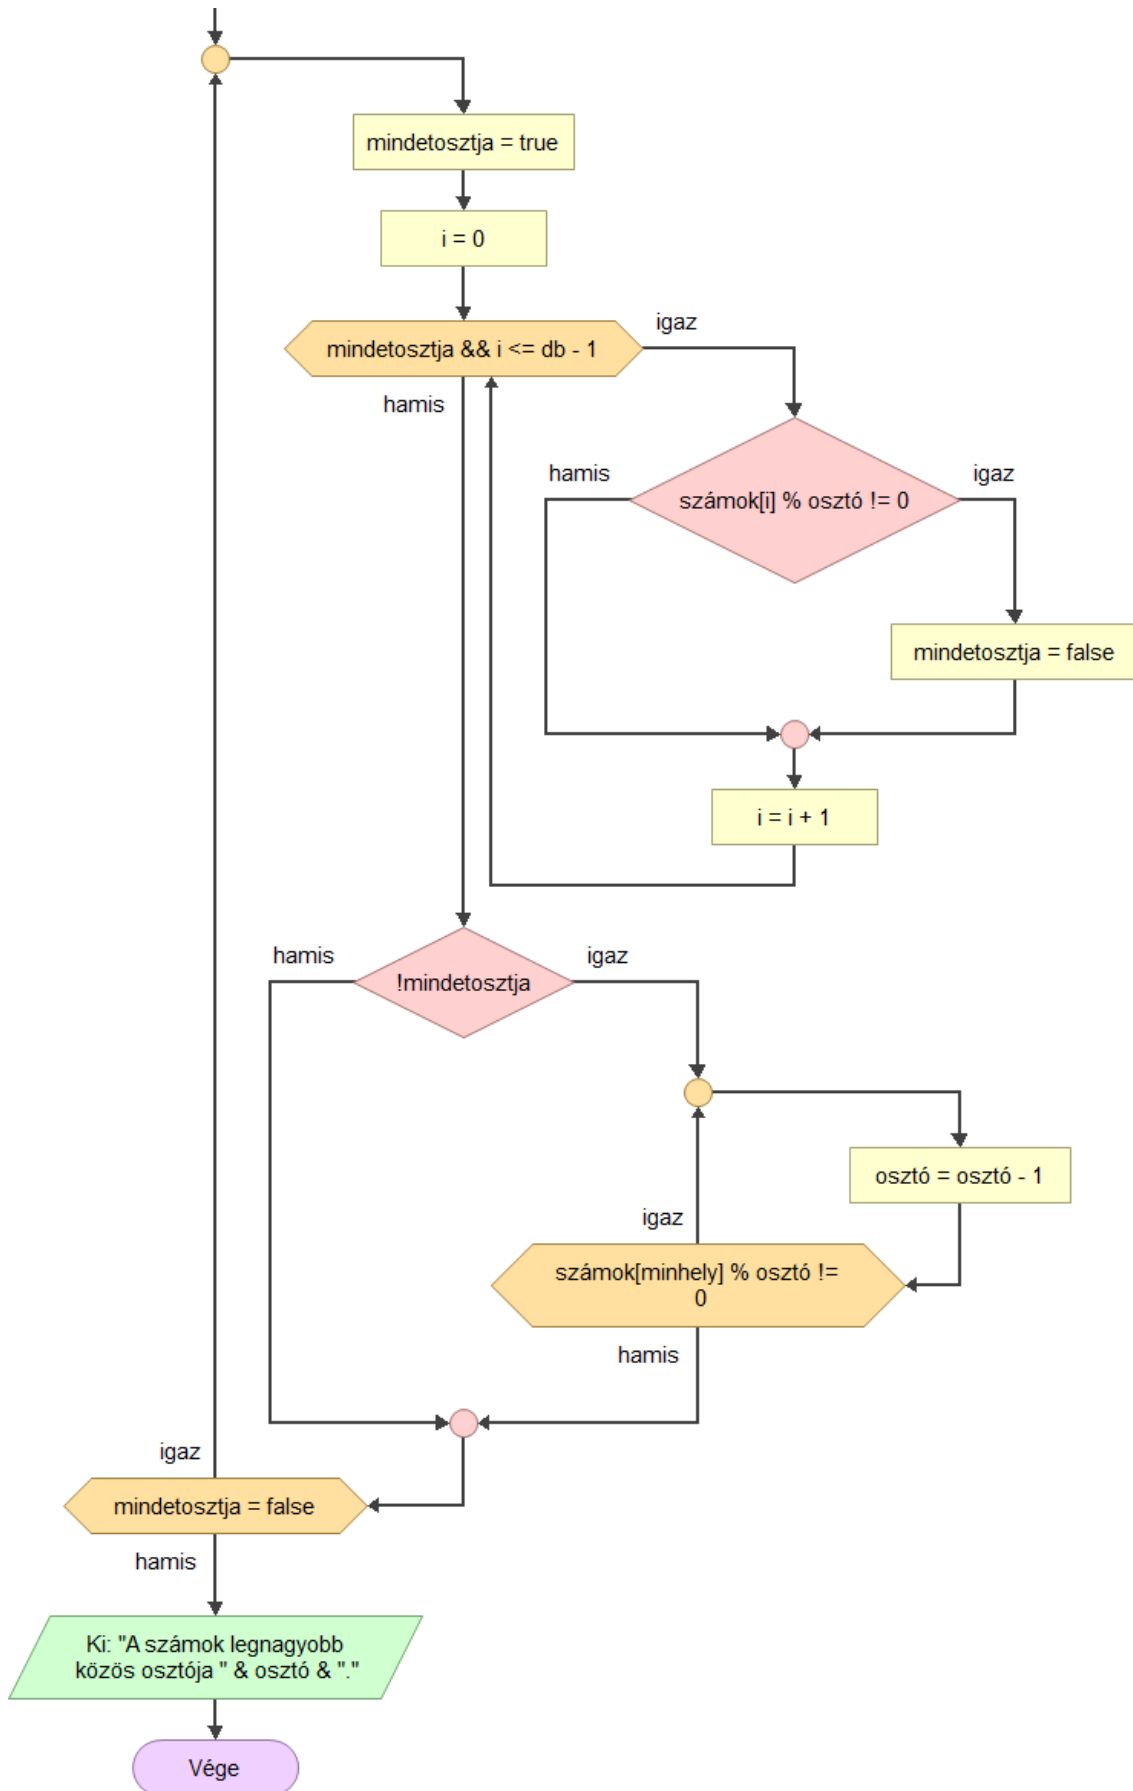 mindetosztja = true
i = 0
igaz
mindetosztja && i <= db - 1
hamis
hamis
igaz
számok[i] % osztó != 0
mindetosztja = false
i = i + 1
hamis
igaz
!mindetosztja
osztó = osztó - 1
igaz
számok[minhely] % osztó !=
0
hamis
igaz
mindetosztja = false
hamis
Ki: "A számok legnagyobb
közös osztója " & osztó & "."
Vége